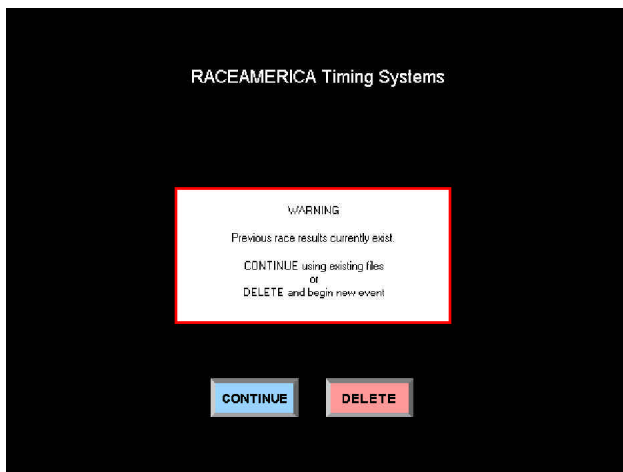 RACEAMERICA Timing Systems
WARNING
Previous race results currently exist.
CONTINUE using existing files
or
DELETE and begin new event
CONTINUE
DELETE